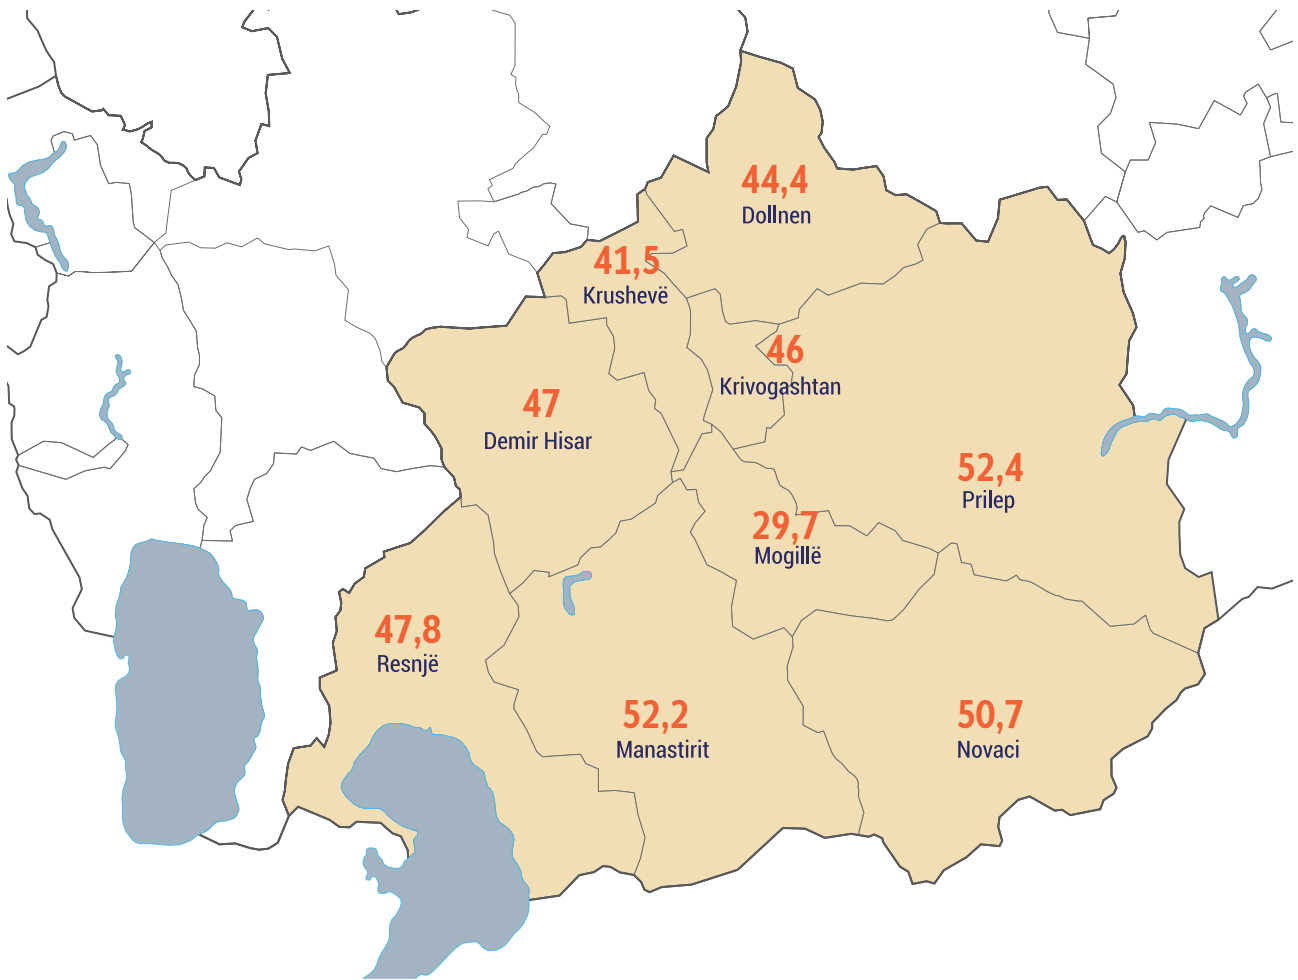 44,4
Dollnen
41,5
Krushevë
46
Krivogashtan
47
Demir Hisar
52,4
Prilep
29,7
Mogillë
47,8
Resnjë
52,2
Manastirit
50,7
Novaci